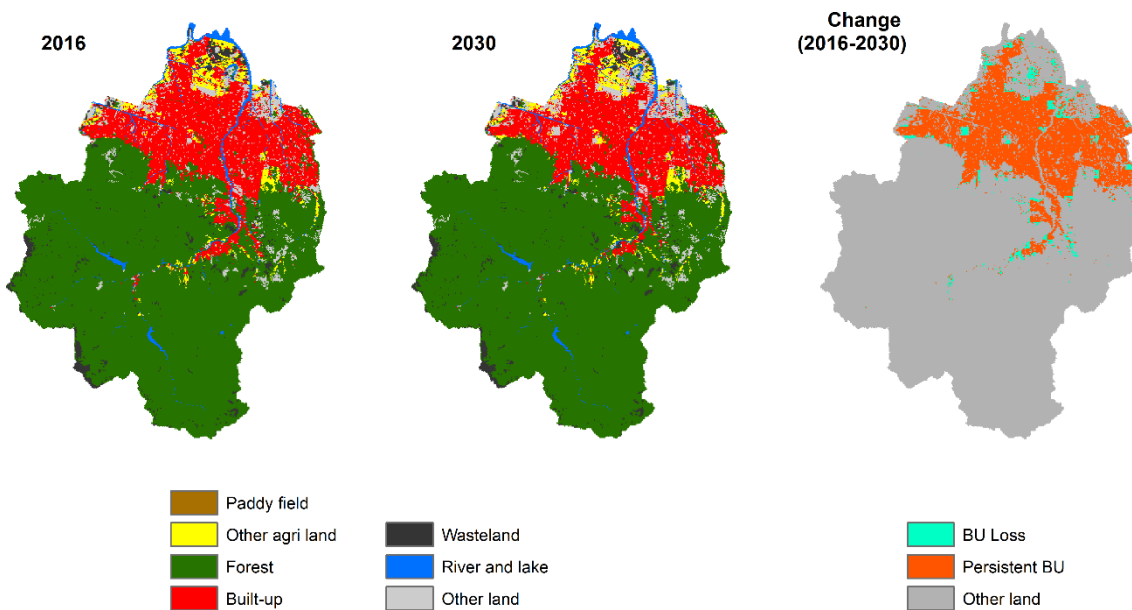 2016
2030
Change
(2016-2030)
Paddy field
Other agri land
Forest
Built-up
Wasteland
River and lake
Other land
BU Loss
Persistent BU
Other land